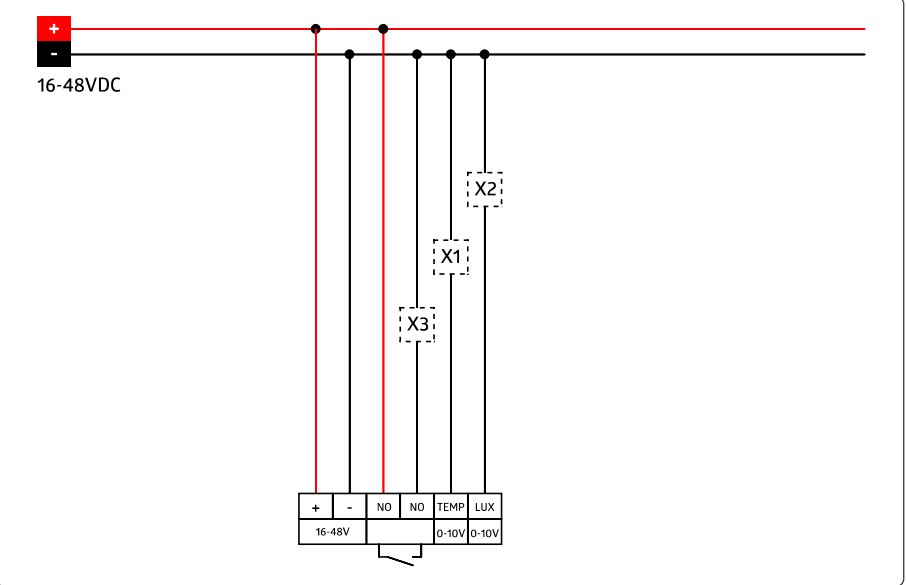 +
-
16-48VDC
X2
X1
X3
+ - NO NO TEMP LUX
16-48V 0-10V 0-10V